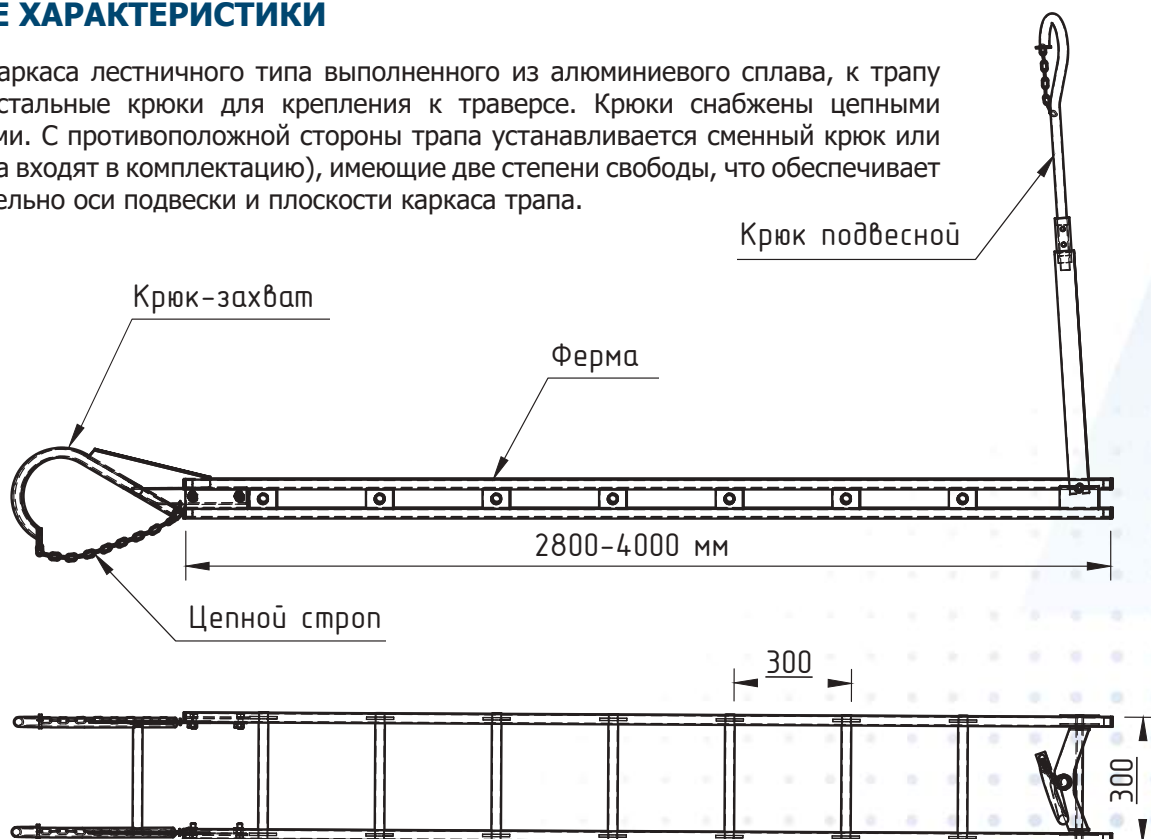 Е ХАРАКТЕРИСТИКИ
аркаса лестничного типа выполненного из алюминиевого сплава, к трапу
стальные крюки для крепления к траверсе. Крюки снабжены цепными
ми. С противоположной стороны трапа устанавливается сменный крюк или
а входят в комплектацию), имеющие две степени свободы, что обеспечивает
ельно оси подвески и плоскости каркаса трапа.
Крюк подвесной
Крюк-захват
Ферма
2800-4000 мм
Цепной строп
300
300